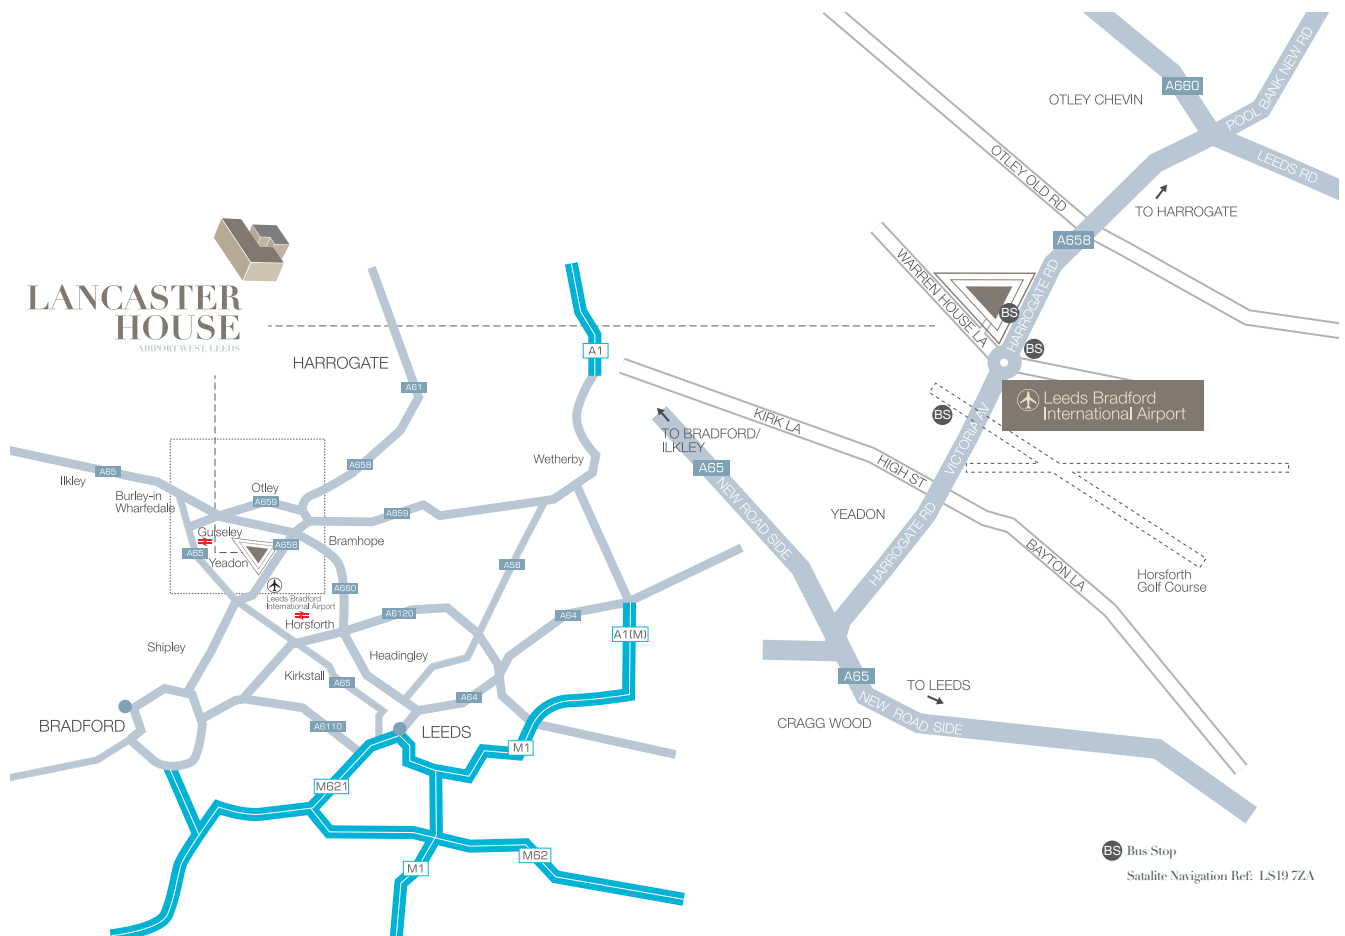 LANCASTER
HOUSE
AIRPORT WEST, LEEDS
HARROGATE
A1
A61
A658
Wetherby
A65
Ilkley
Burley-in
Wharfedale
Otley
A659
A659
Guiseley
A65
Yeadon
A658
Bramhope
A58
A660
Leeds Bradford
International Airport
Horsforth
A6120
A64
A1(M)
Shipley
Headingley
Kirkstall
A65
A64
BRADFORD
A6110
LEEDS
M1
M621
M62
M1
A660
OTLEY CHEVIN
POOL BANK NEW RD
LEEDS RD
OTLEY OLD RD
TO HARROGATE
A658
WARREN HOUSE LA
HARROGATE RD
BS
BS
BS
Leeds Bradford
International Airport
KIRK LA
TO BRADFORD/
ILKLEY
VICTORIA AV
A65
HIGH ST
NEW ROAD SIDE
YEADON
HARROGATE RD
BAYTON LA
Horsforth
Golf Course
A65
TO LEEDS
NEW ROAD SIDE
CRAGG WOOD
BS Bus Stop
Satalite Navigation Ref: LS19 7ZA